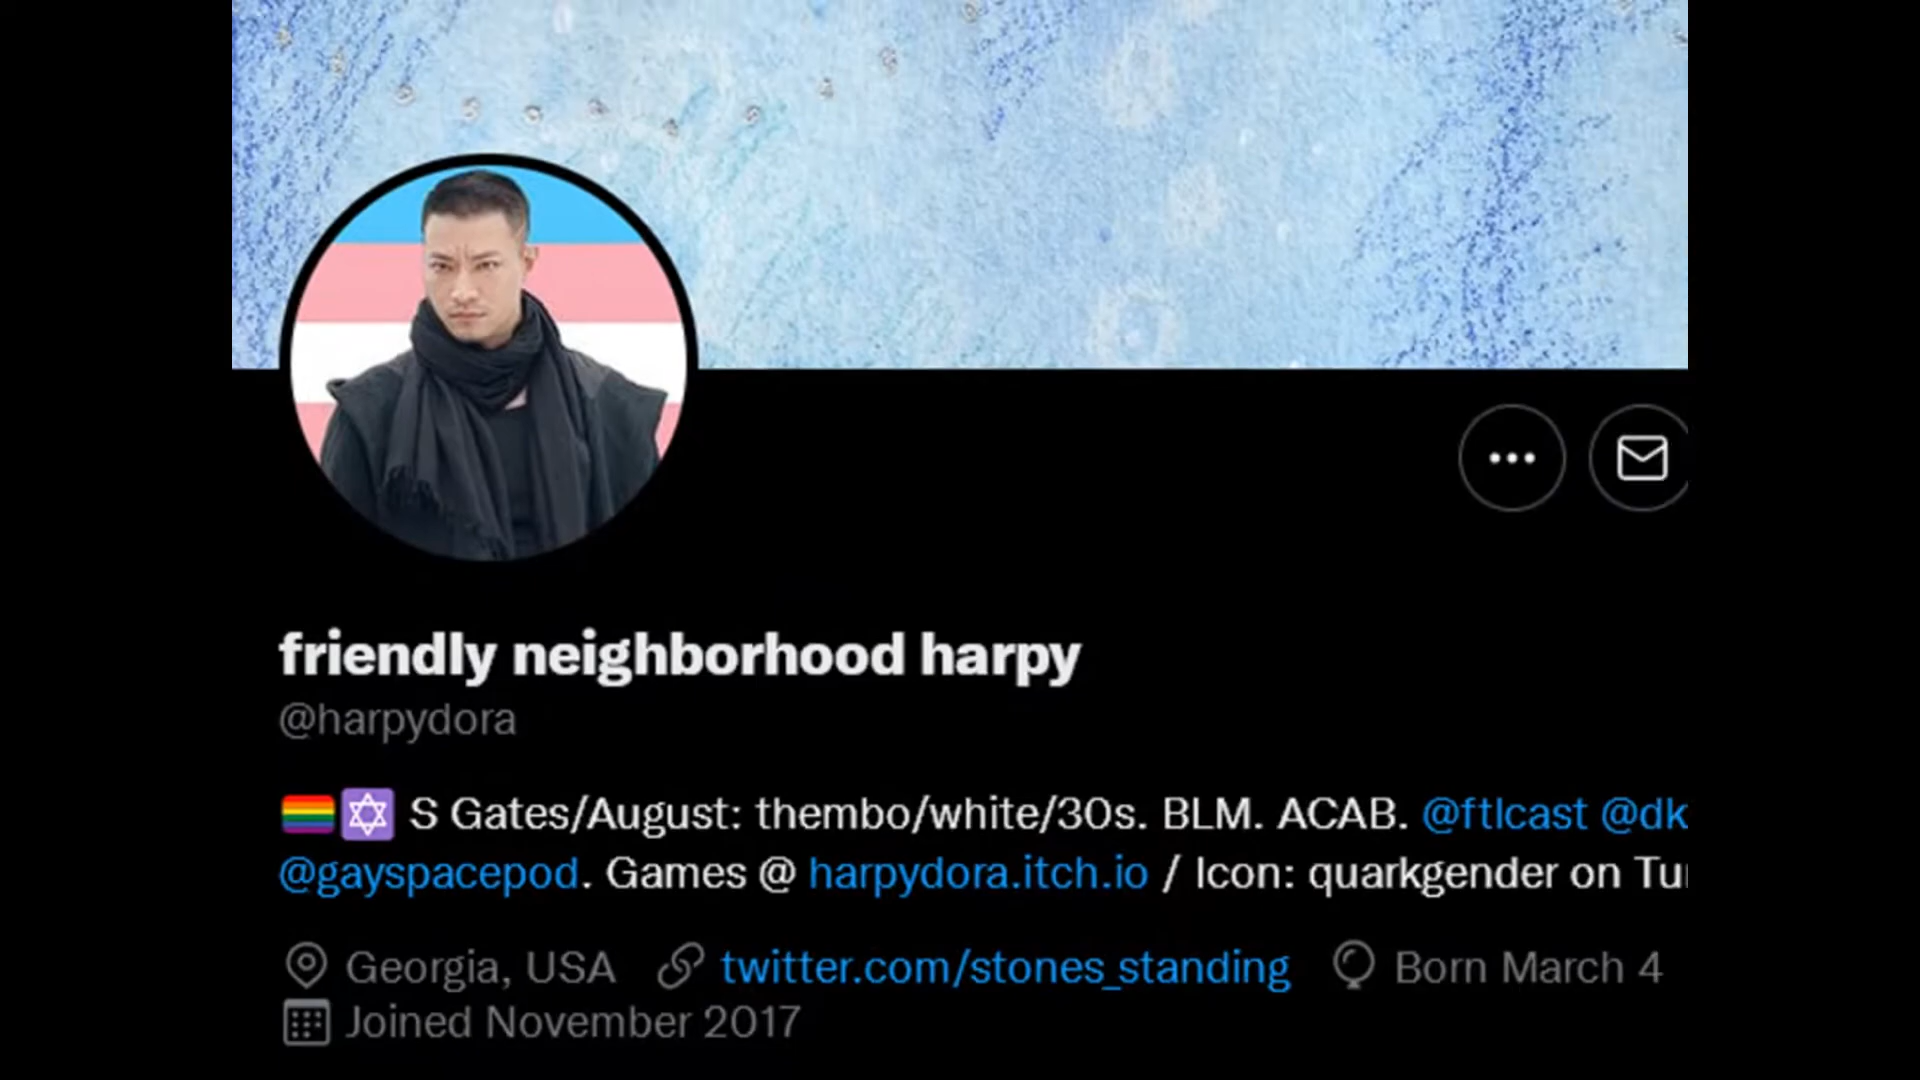 friendly neighborhood harpy
@harpydora
S Gates/August: thembo/white/30s. BLM. ACAB. @ftlcast @dk
@gayspacepod. Games @ harpydora.itch.io / Icon: quarkgender on Tu
Georgia, USA twitter.com/stones_standing Born March 4
Joined November 2017